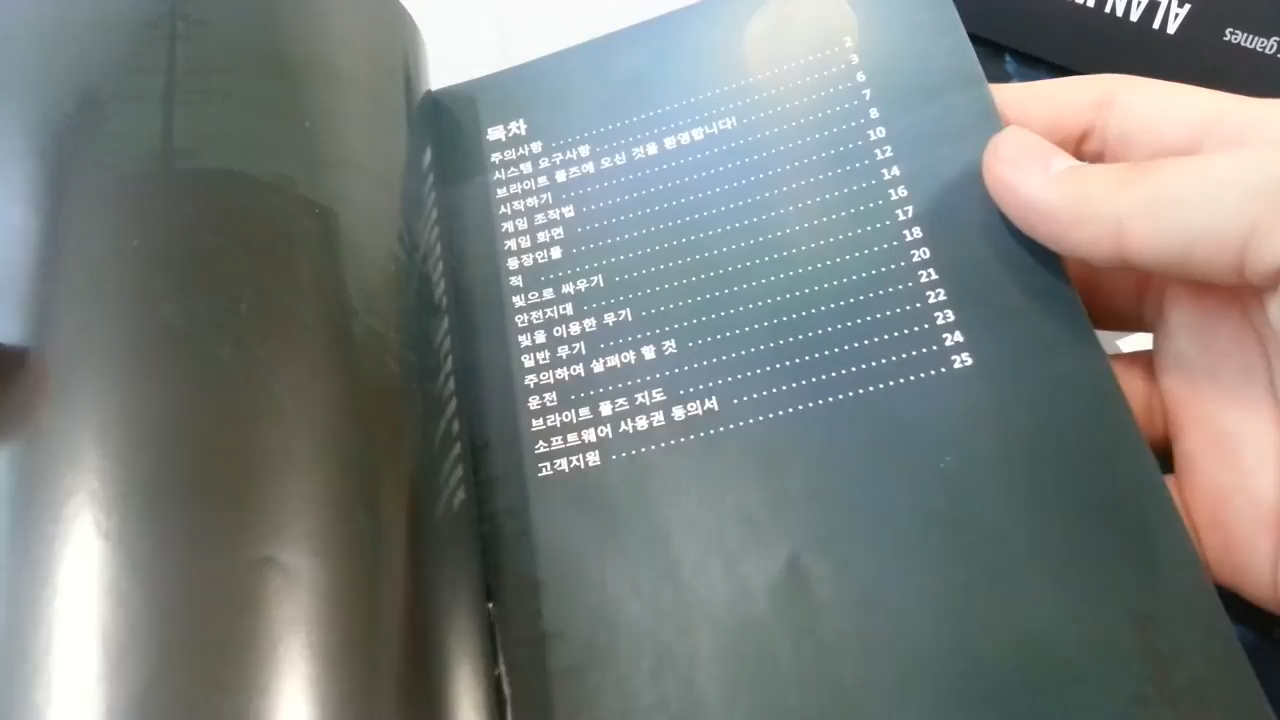 목차
주의사항 2
시스템 요구사항 3
브라이트 폴즈에 오신 것을 환영합니다! 6
시작하기 7
게임 조작법 8
게임 화면 10
등장인물 12
적 14
빛으로 싸우기 16
안전지대 17
빛을 이용한 무기 18
일반 무기 20
주의하여 살펴야 할 것 21
운전 22
브라이트 폴즈 지도 23
소프트웨어 사용권 동의서 24
고객지원 25
ALAN
games